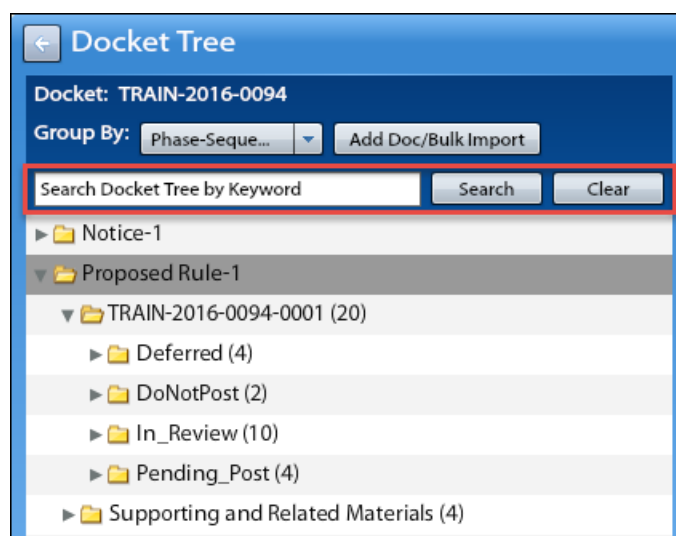 Docket Tree
Docket: TRAIN-2016-0094
Group By: Phase-Seque... Add Doc/Bulk Import
Search Docket Tree by Keyword Search Clear
Notice-1
Proposed Rule-1
TRAIN-2016-0094-0001 (20)
Deferred (4)
DoNotPost (2)
In_Review (10)
Pending_Post (4)
Supporting and Related Materials (4)